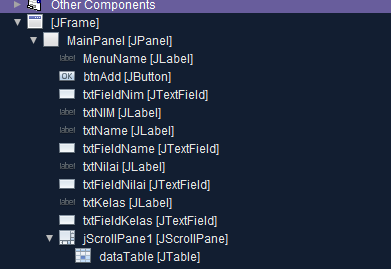 Other Components
[JFrame]
MainPanel [JPanel]
label MenuName [JLabel]
OK btnAdd [JButton]
txtFieldNim [JTextField]
label txtNIM [JLabel]
label txtName [JLabel]
txtFieldName [JTextField]
label txtNilai [JLabel]
txtFieldNilai [JTextField]
label txtKelas [JLabel]
txtFieldKelas [JTextField]
jScrollPane1 [JScrollPane]
dataTable [JTable]